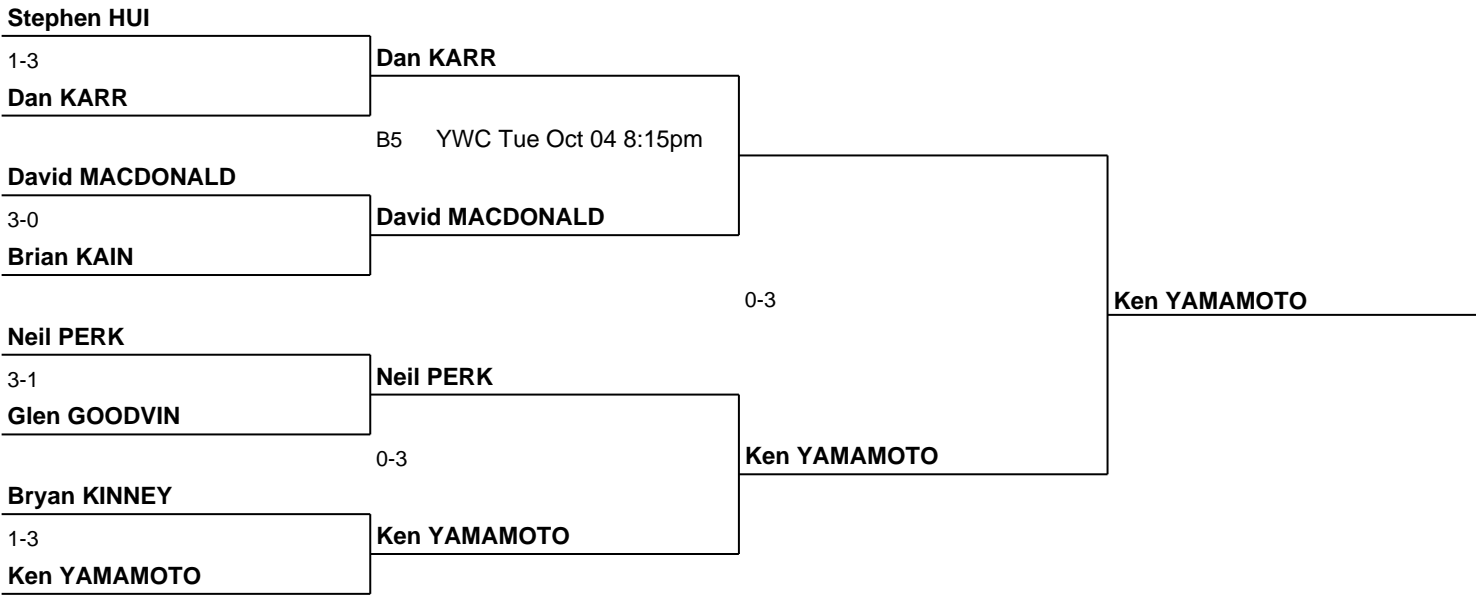 Stephen HUI
1-3
Dan KARR
Dan KARR
B5 YWC Tue Oct 04 8:15pm
David MACDONALD
3-0
David MACDONALD
Brian KAIN
0-3
Ken YAMAMOTO
Neil PERK
3-1
Neil PERK
Glen GOODVIN
0-3
Ken YAMAMOTO
Bryan KINNEY
1-3
Ken YAMAMOTO
Ken YAMAMOTO